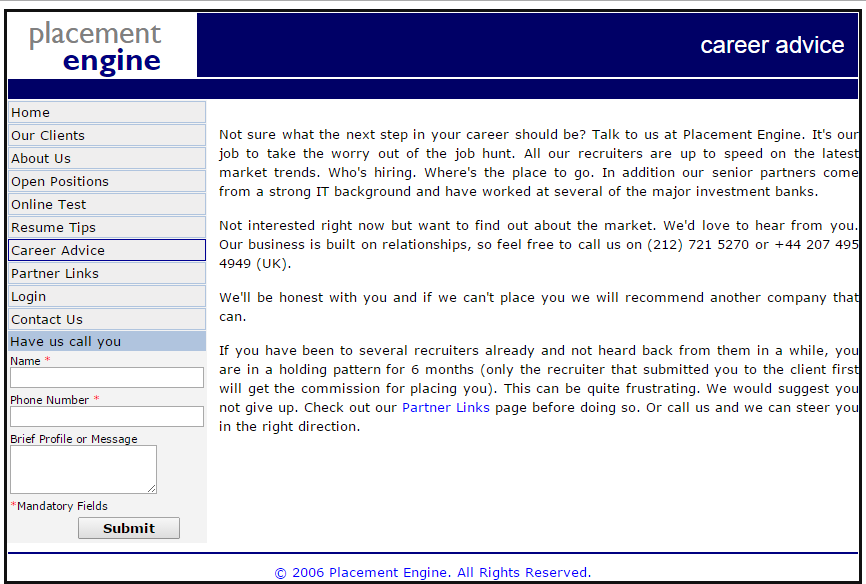 placement
engine
career advice
Home
Our Clients
About Us
Open Positions
Online Test
Resume Tips
Career Advice
Partner Links
Login
Contact Us
Have us call you
Name *
Phone Number *
Brief Profile or Message
*Mandatory Fields
Submit
Not sure what the next step in your career should be? Talk to us at Placement Engine. It's our
job to take the worry out of the job hunt. All our recruiters are up to speed on the latest
market trends. Who's hiring. Where's the place to go. In addition our senior partners come
from a strong IT background and have worked at several of the major investment banks.
Not interested right now but want to find out about the market. We'd love to hear from you.
Our business is built on relationships, so feel free to call us on (212) 721 5270 or +44 207 495
4949 (UK).
We'll be honest with you and if we can't place you we will recommend another company that
can.
If you have been to several recruiters already and not heard back from them in a while, you
are in a holding pattern for 6 months (only the recruiter that submitted you to the client first
will get the commission for placing you). This can be quite frustrating. We would suggest you
not give up. Check out our Partner Links page before doing so. Or call us and we can steer you
in the right direction.
© 2006 Placement Engine. All Rights Reserved.